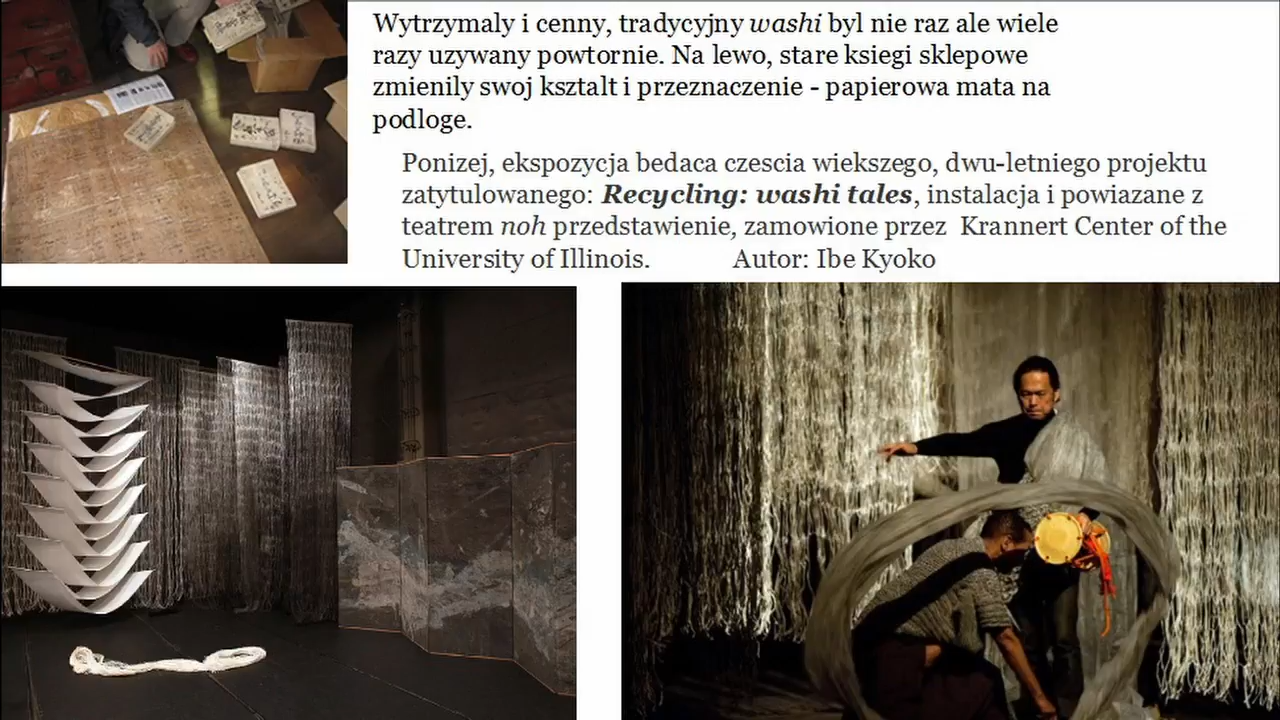 Wytrzymaly i cenny, tradycyjny washi byl nie raz ale wiele
razy uzywany powtornie. Na lewo, stare ksiegi sklepowe
zmienily swoj ksztalt i przeznaczenie - papierowa mata na
podloge.
Ponizej, ekspozycja bedaca czescia wiekszego, dwu-letniego projektu
zatytulowanego: Recycling: washi tales, instalacja i powiazane z
teatrem noh przedstawienie, zamowione przez Krannert Center of the
University of Illinois. Autor: Ibe Kyoko